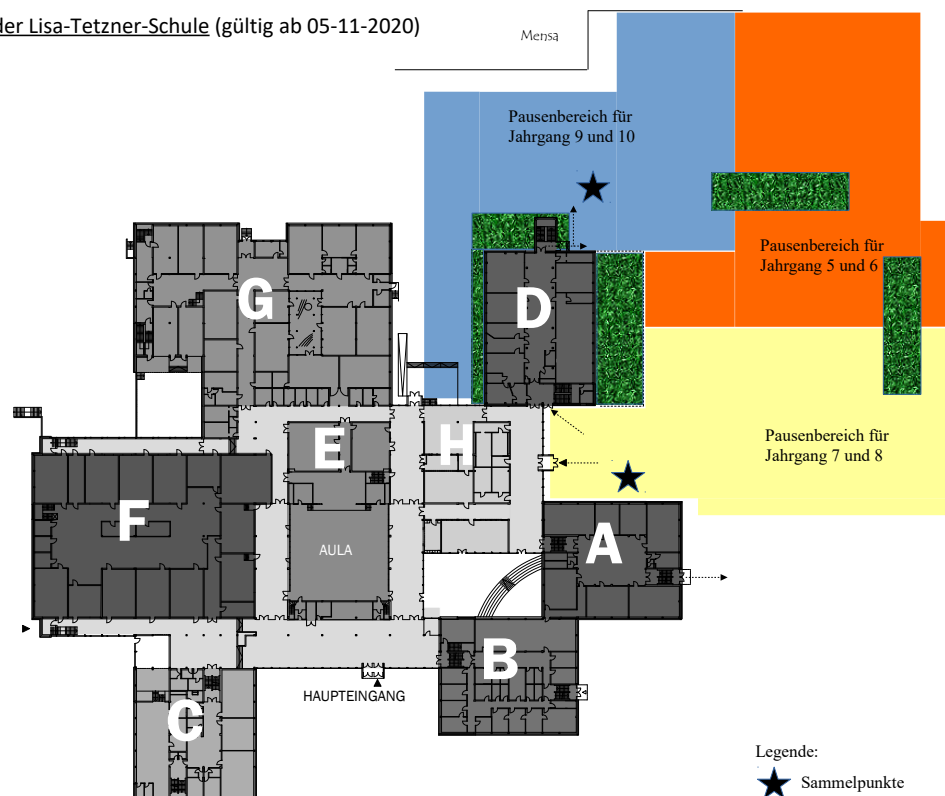 der Lisa-Tetzner-Schule (gültig ab 05-11-2020)
Mensa
Pausenbereich für
Jahrgang 9 und 10
Pausenbereich für
Jahrgang 5 und 6
G
D
Pausenbereich für
Jahrgang 7 und 8
E
H
F
A
AULA
B
HAUPTEINGANG
C
Legende:
Sammelpunkte